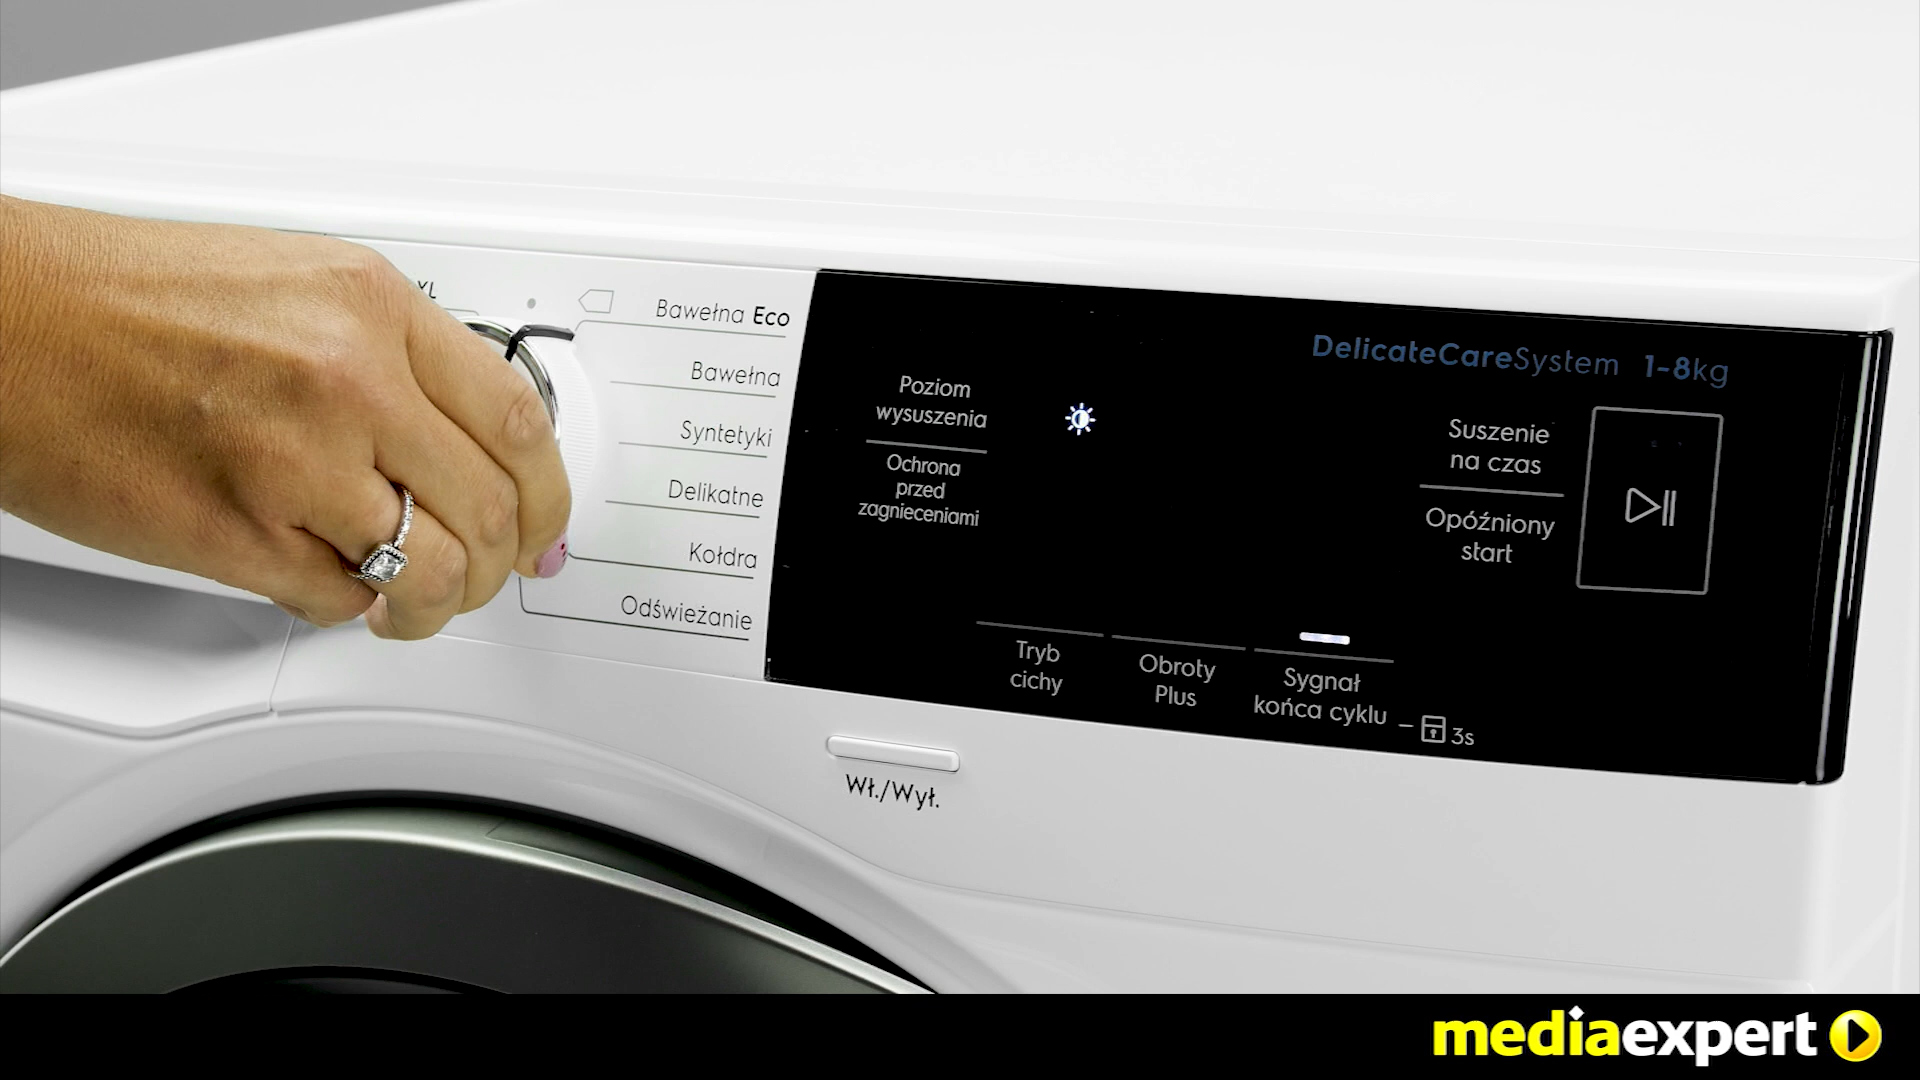 XL
Bawełna Eco
Bawełna
Syntetyki
Delikatne
Kołdra
Odświeżanie
Poziom
wysuszenia
Ochrona
przed
zagnieceniami
DelicateCareSystem 1-8kg
Suszenie
na czas
Opóźniony
start
Tryb
cichy
Obroty
Plus
Sygnał
końca cyklu
3s
Wł./Wył.
mediaexpert